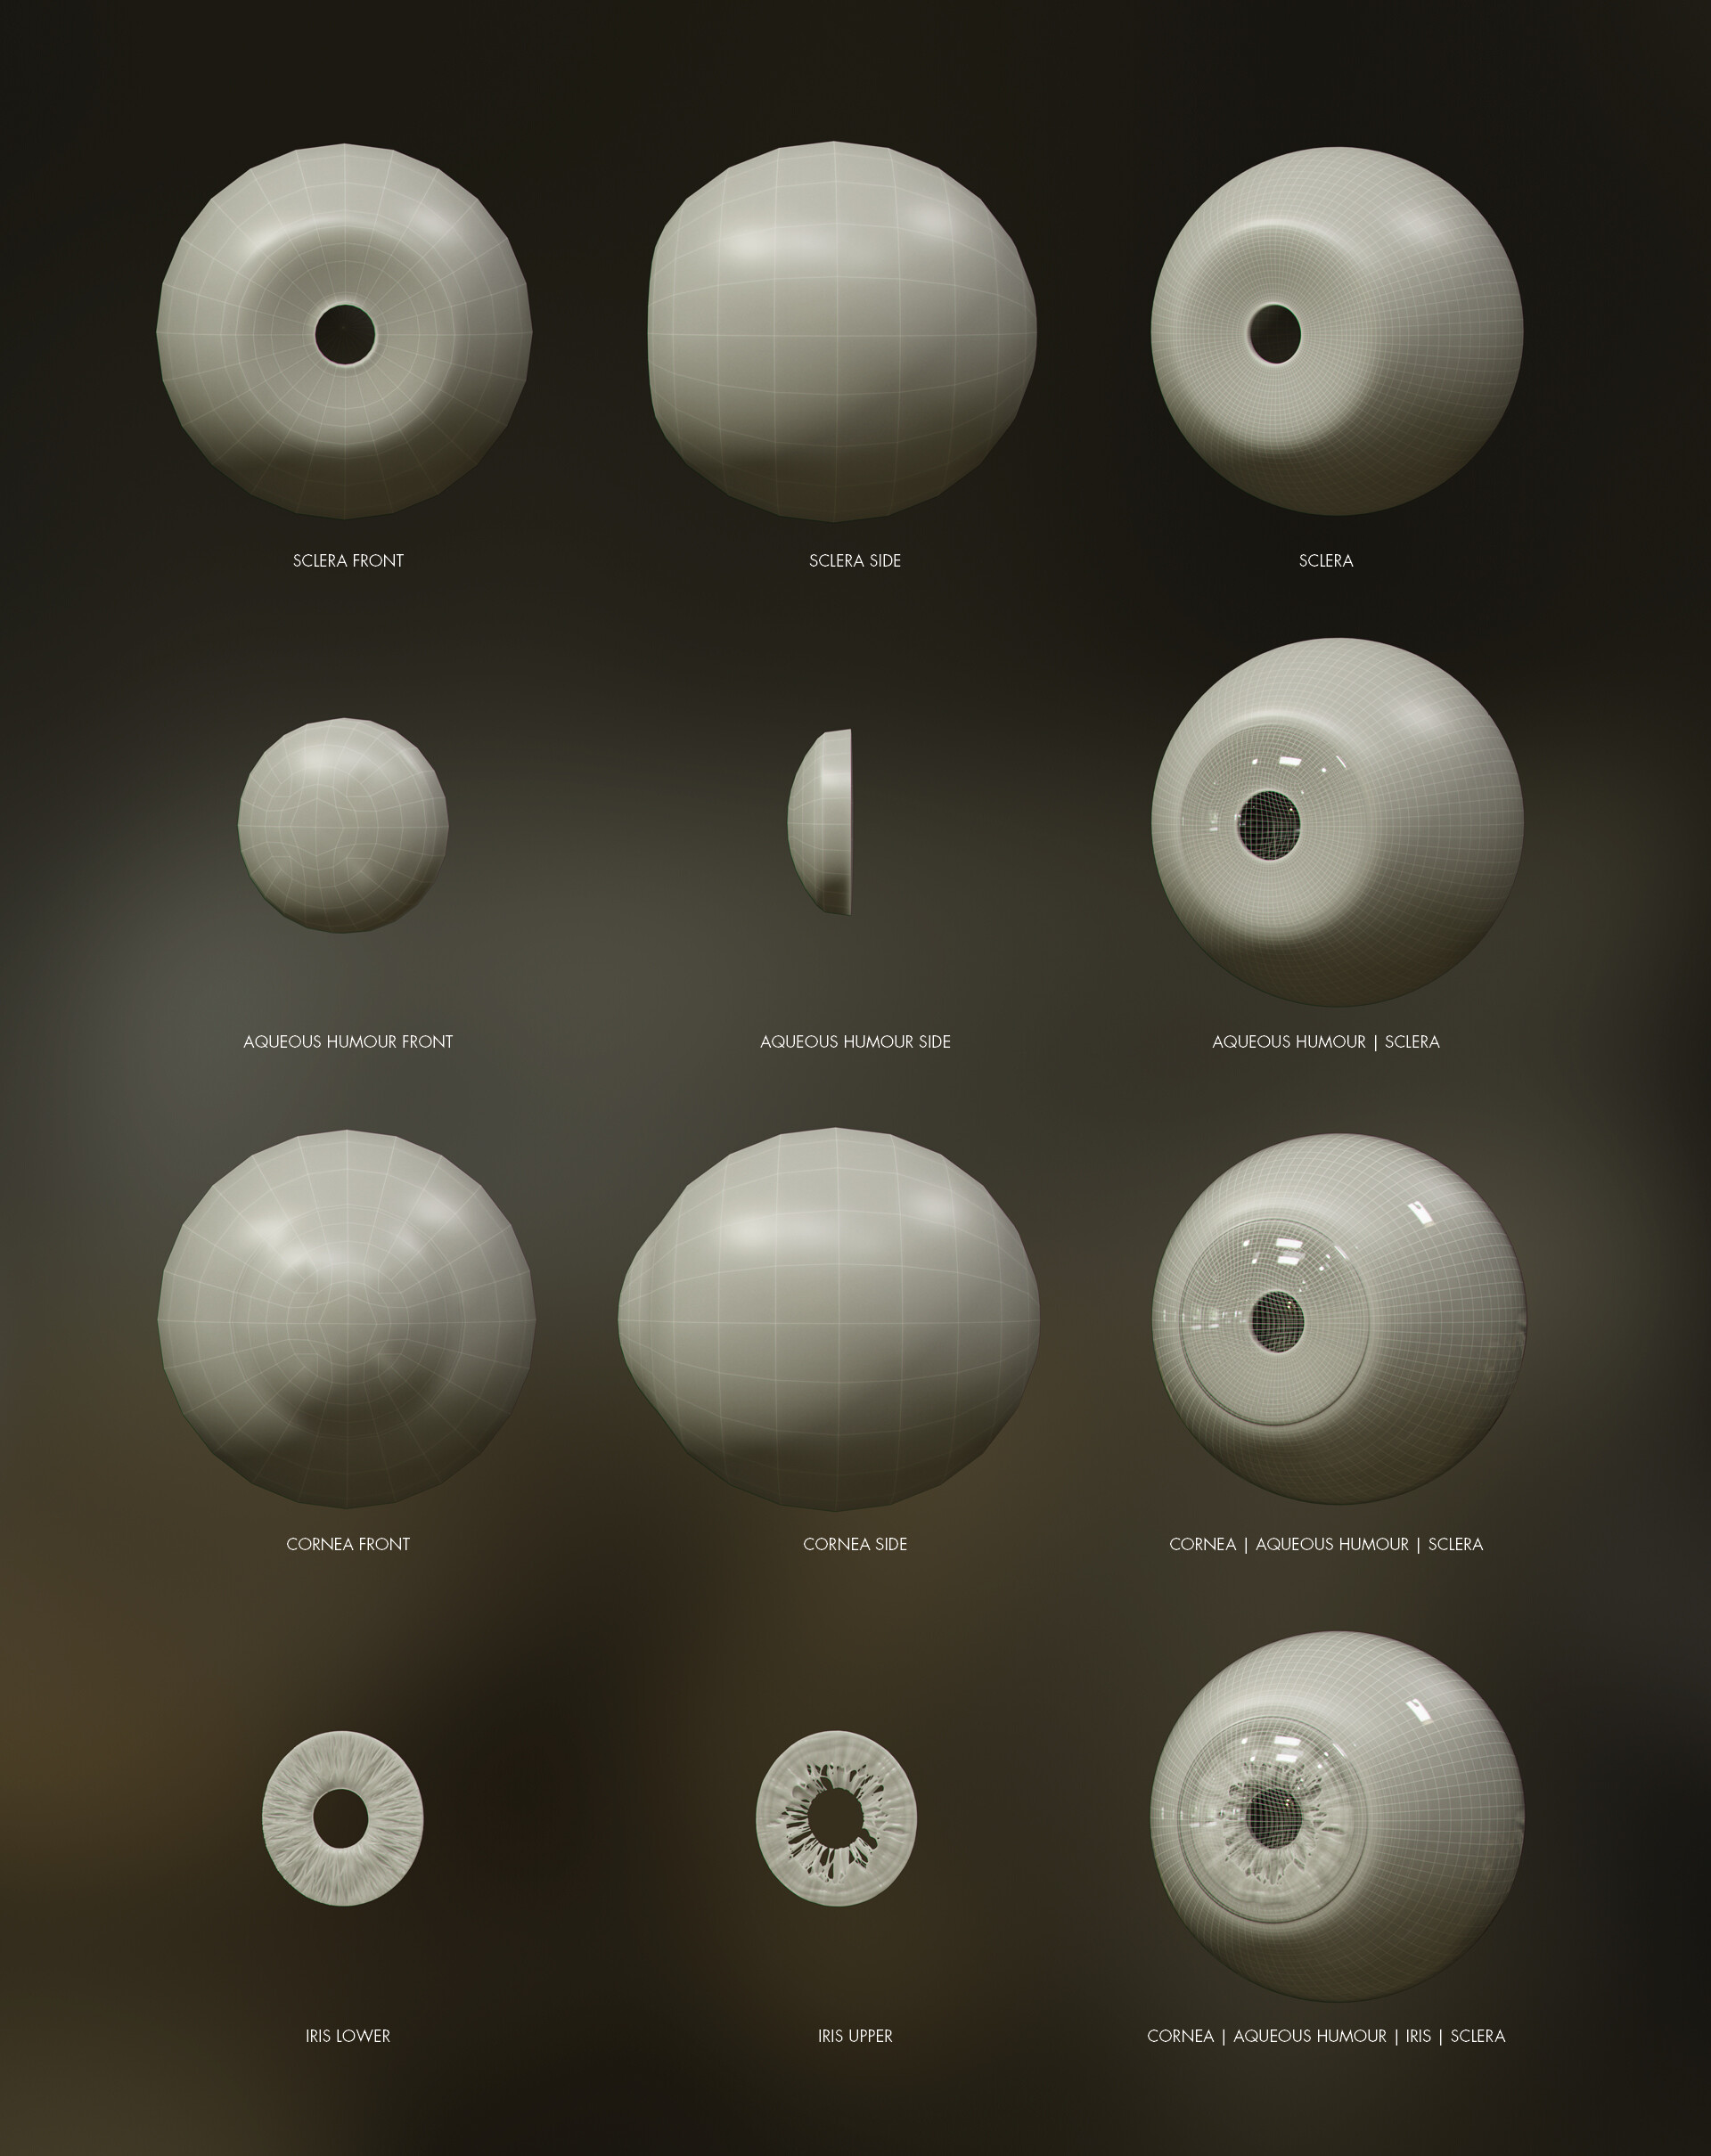 SCLERA FRONT
SCLERA SIDE
SCLERA
AQUEOUS HUMOUR FRONT
AQUEOUS HUMOUR SIDE
AQUEOUS HUMOUR | SCLERA
CORNEA FRONT
CORNEA SIDE
CORNEA | AQUEOUS HUMOUR | SCLERA
IRIS LOWER
IRIS UPPER
CORNEA | AQUEOUS HUMOUR | IRIS | SCLERA